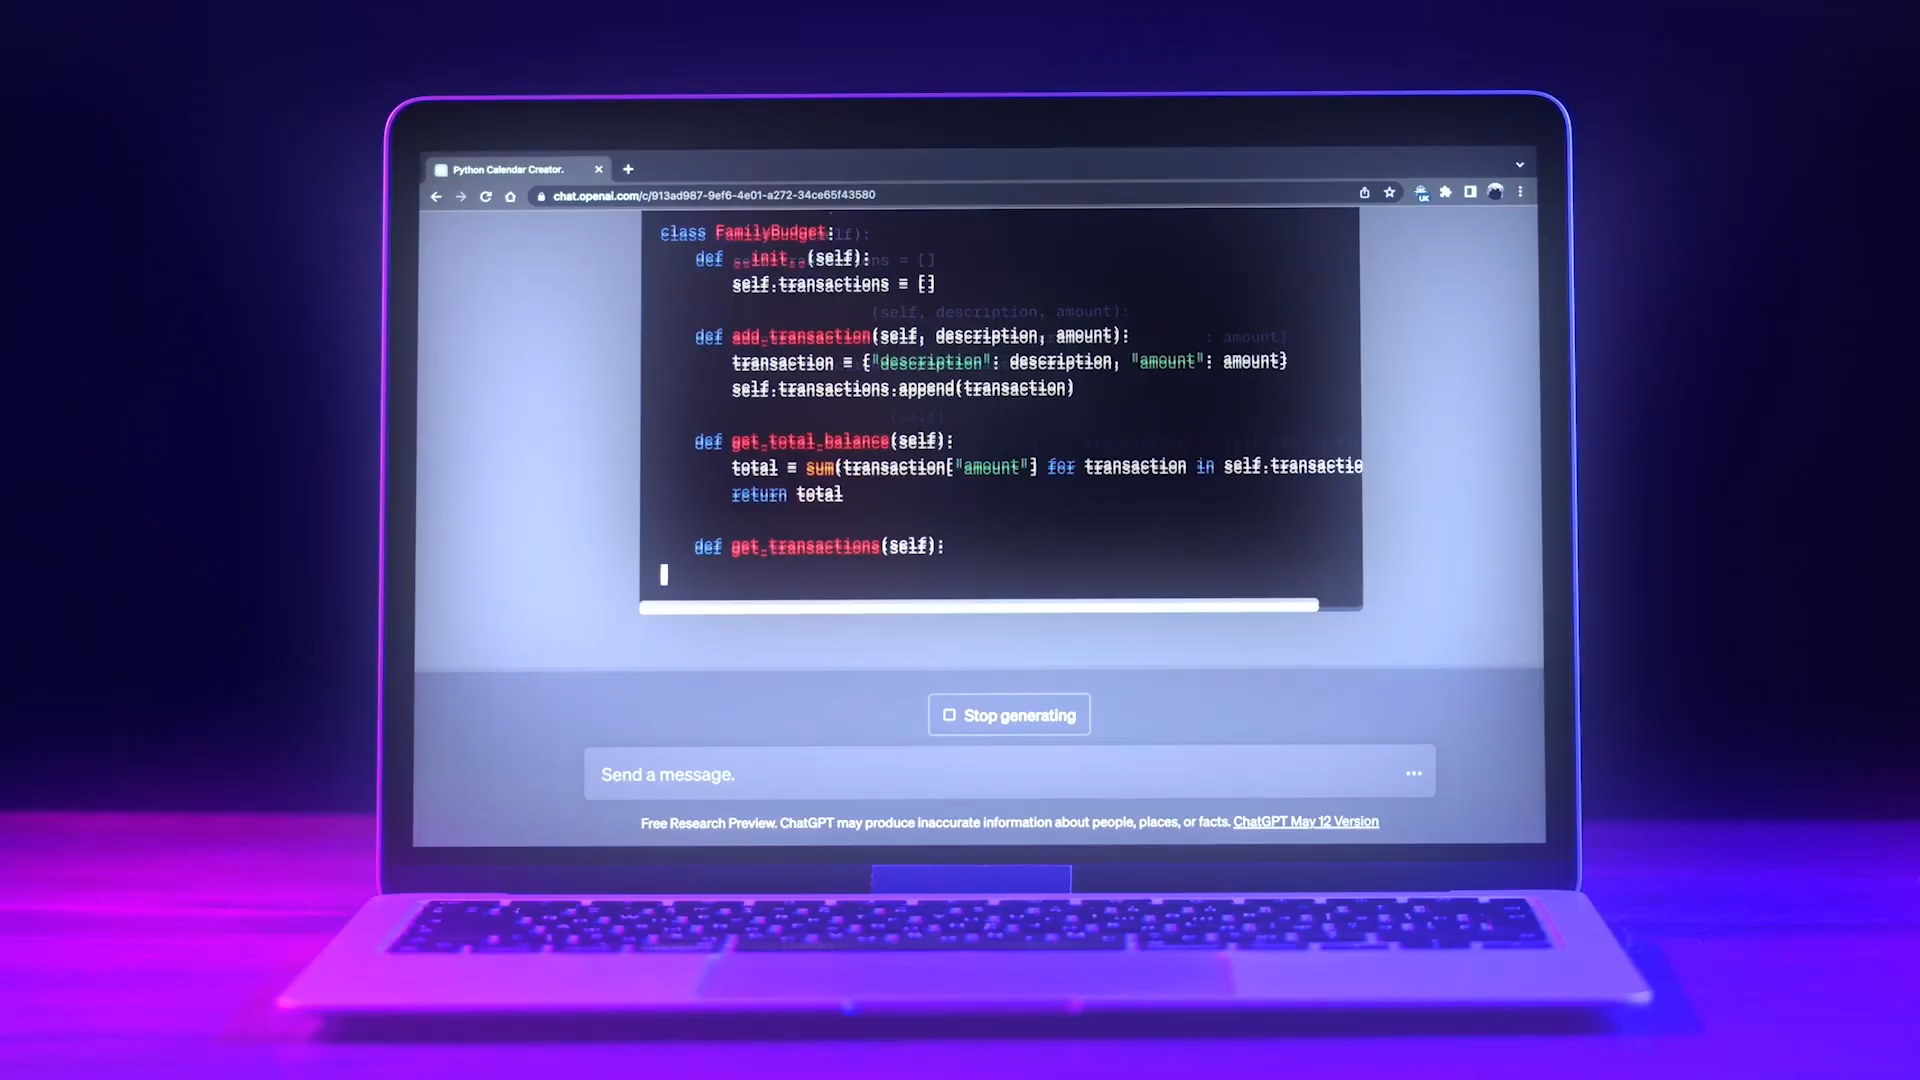 Python Calendar Creator.
chat.openai.com/c/913ad987-9ef6-4e01-a272-34ce65f43580
UK
class FamilyBudget:
def __init__(self):
self.transactions = []
def add_transaction(self, description, amount):
transaction = {"description": description, "amount": amount}
self.transactions.append(transaction)
def get_total_balance(self):
total = sum(transaction["amount"] for transaction in self.transactio
return total
def get_transactions(self):
Stop generating
Send a message.
Free Research Preview. ChatGPT may produce inaccurate information about people, places, or facts. ChatGPT May 12 Version